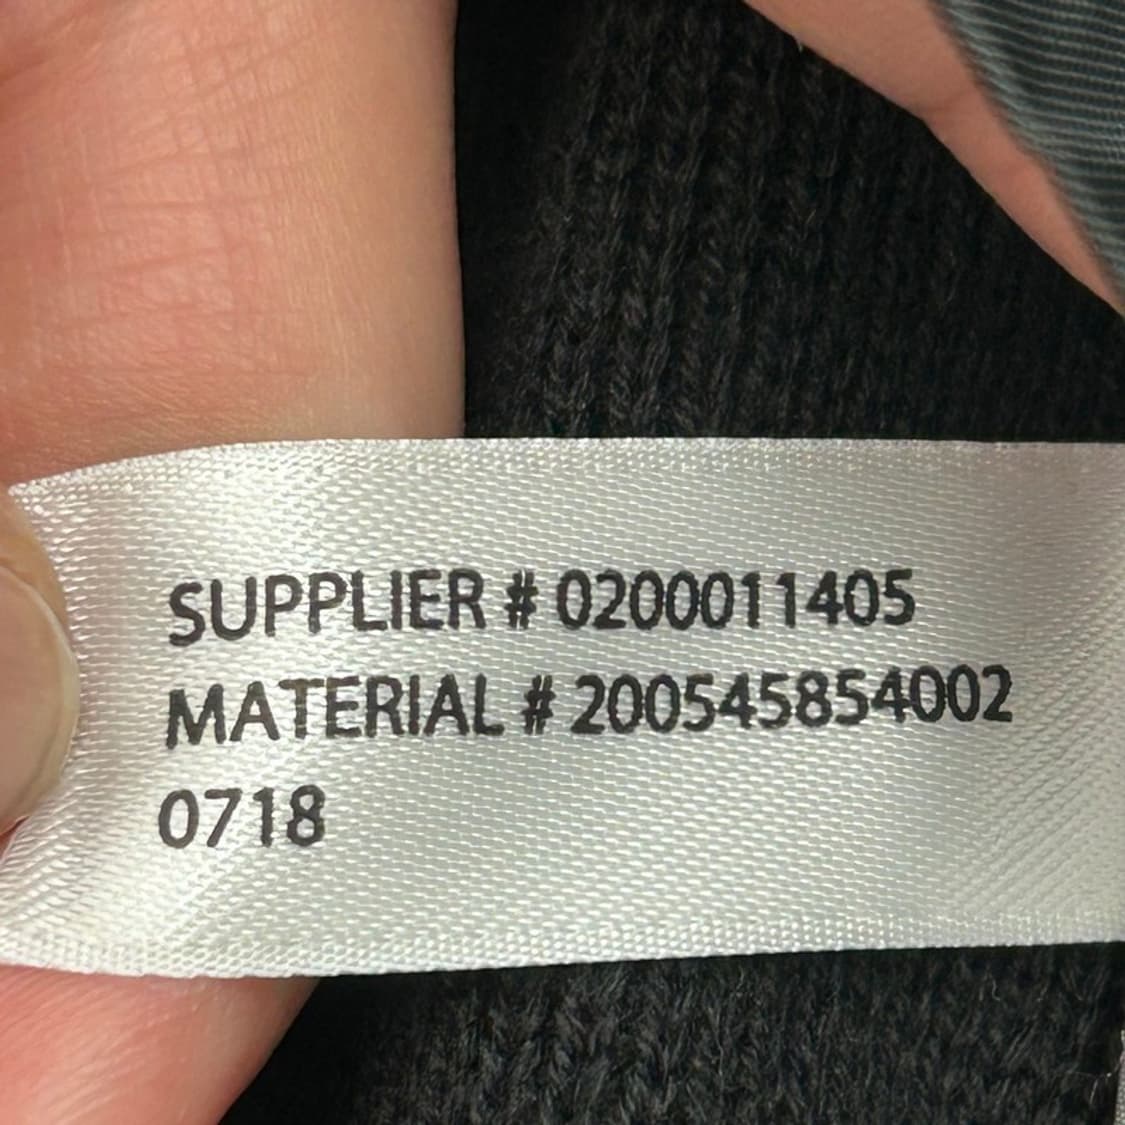 SUPPLIER # 0200011405
MATERIAL # 200545854002
0718